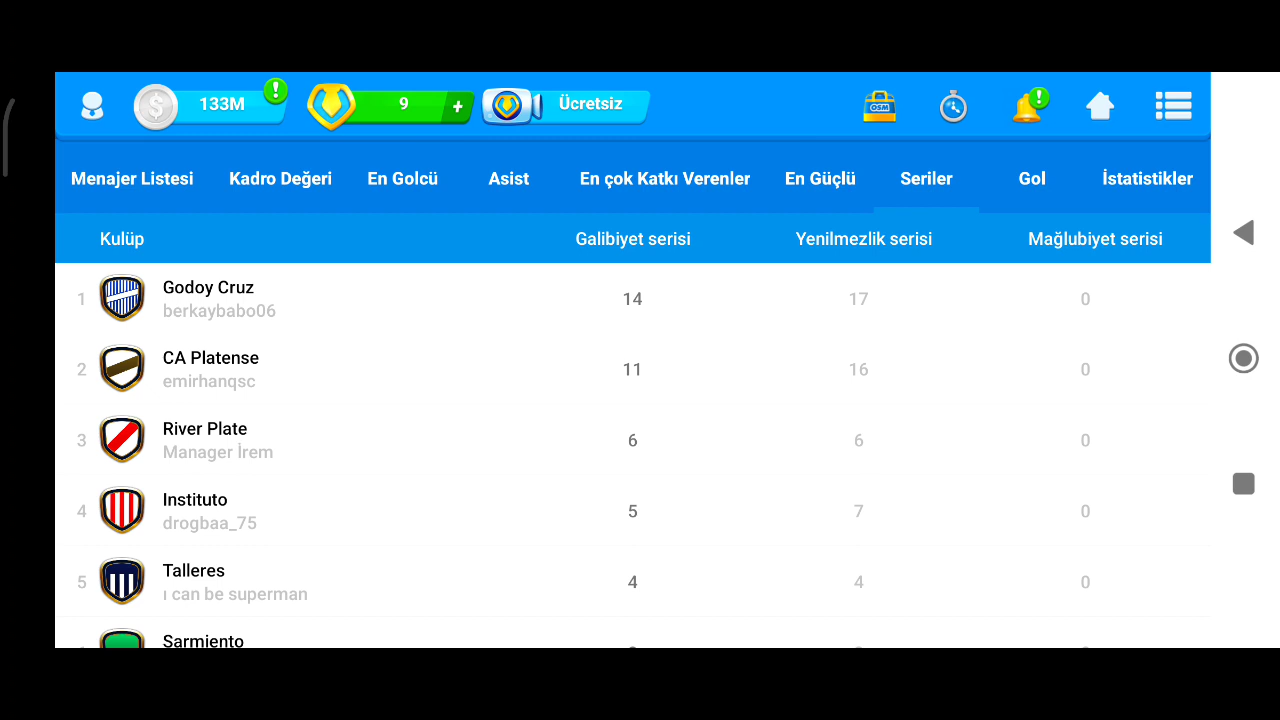 133M 9 + Ücretsiz OSM
Menajer Listesi Kadro Değeri En Golcü Asist En çok Katkı Verenler En Güçlü Seriler Gol İstatistikler
Kulüp Galibiyet serisi Yenilmezlik serisi Mağlubiyet serisi
1 Godoy Cruz 14 17 0
berkaybabo06
2 CA Platense 11 16 0
emirhanqsc
3 River Plate 6 6 0
Manager İrem
4 Instituto 5 7 0
drogbaa_75
5 Talleres 4 4 0
ı can be superman
Sarmiento